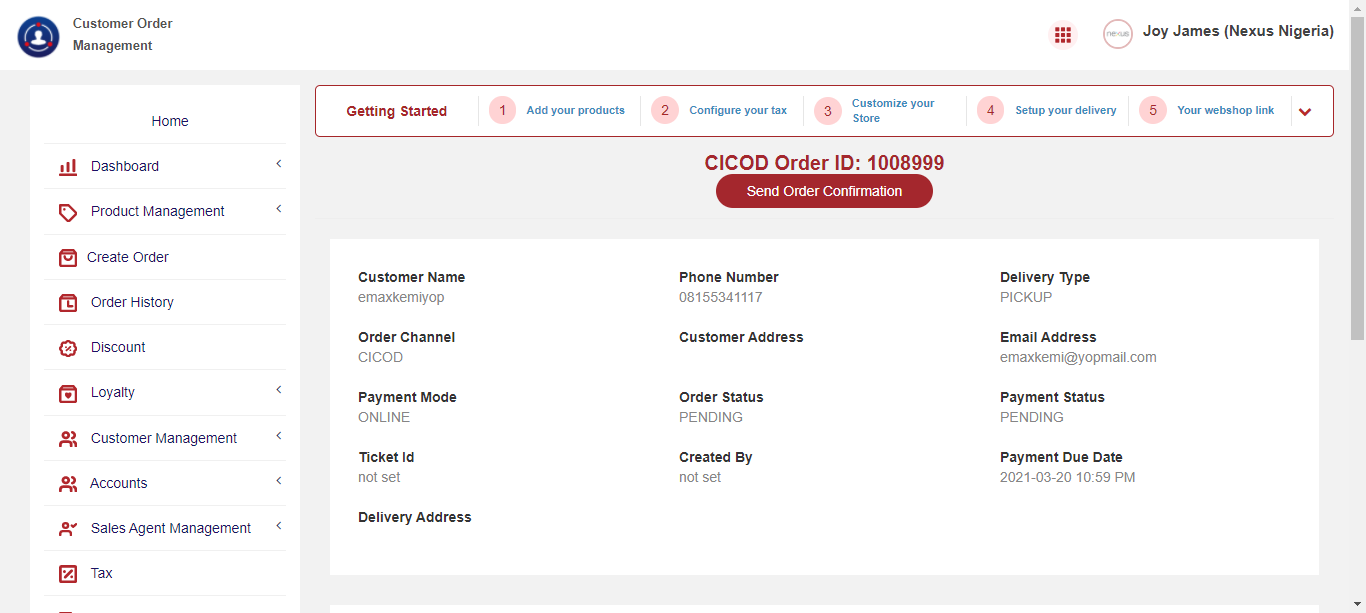 Customer Order
Management
nexus
Joy James (Nexus Nigeria)
Home
Dashboard
Product Management
Create Order
Order History
Discount
Loyalty
Customer Management
Accounts
Sales Agent Management
Tax
Getting Started
1 Add your products
2 Configure your tax
3 Customize your
Store
4 Setup your delivery
5 Your webshop link
CICOD Order ID: 1008999
Send Order Confirmation
Customer Name
emaxkemiyop
Phone Number
08155341117
Delivery Type
PICKUP
Order Channel
CICOD
Customer Address
Email Address
emaxkemi@yopmail.com
Payment Mode
ONLINE
Order Status
PENDING
Payment Status
PENDING
Ticket Id
not set
Created By
not set
Payment Due Date
2021-03-20 10:59 PM
Delivery Address